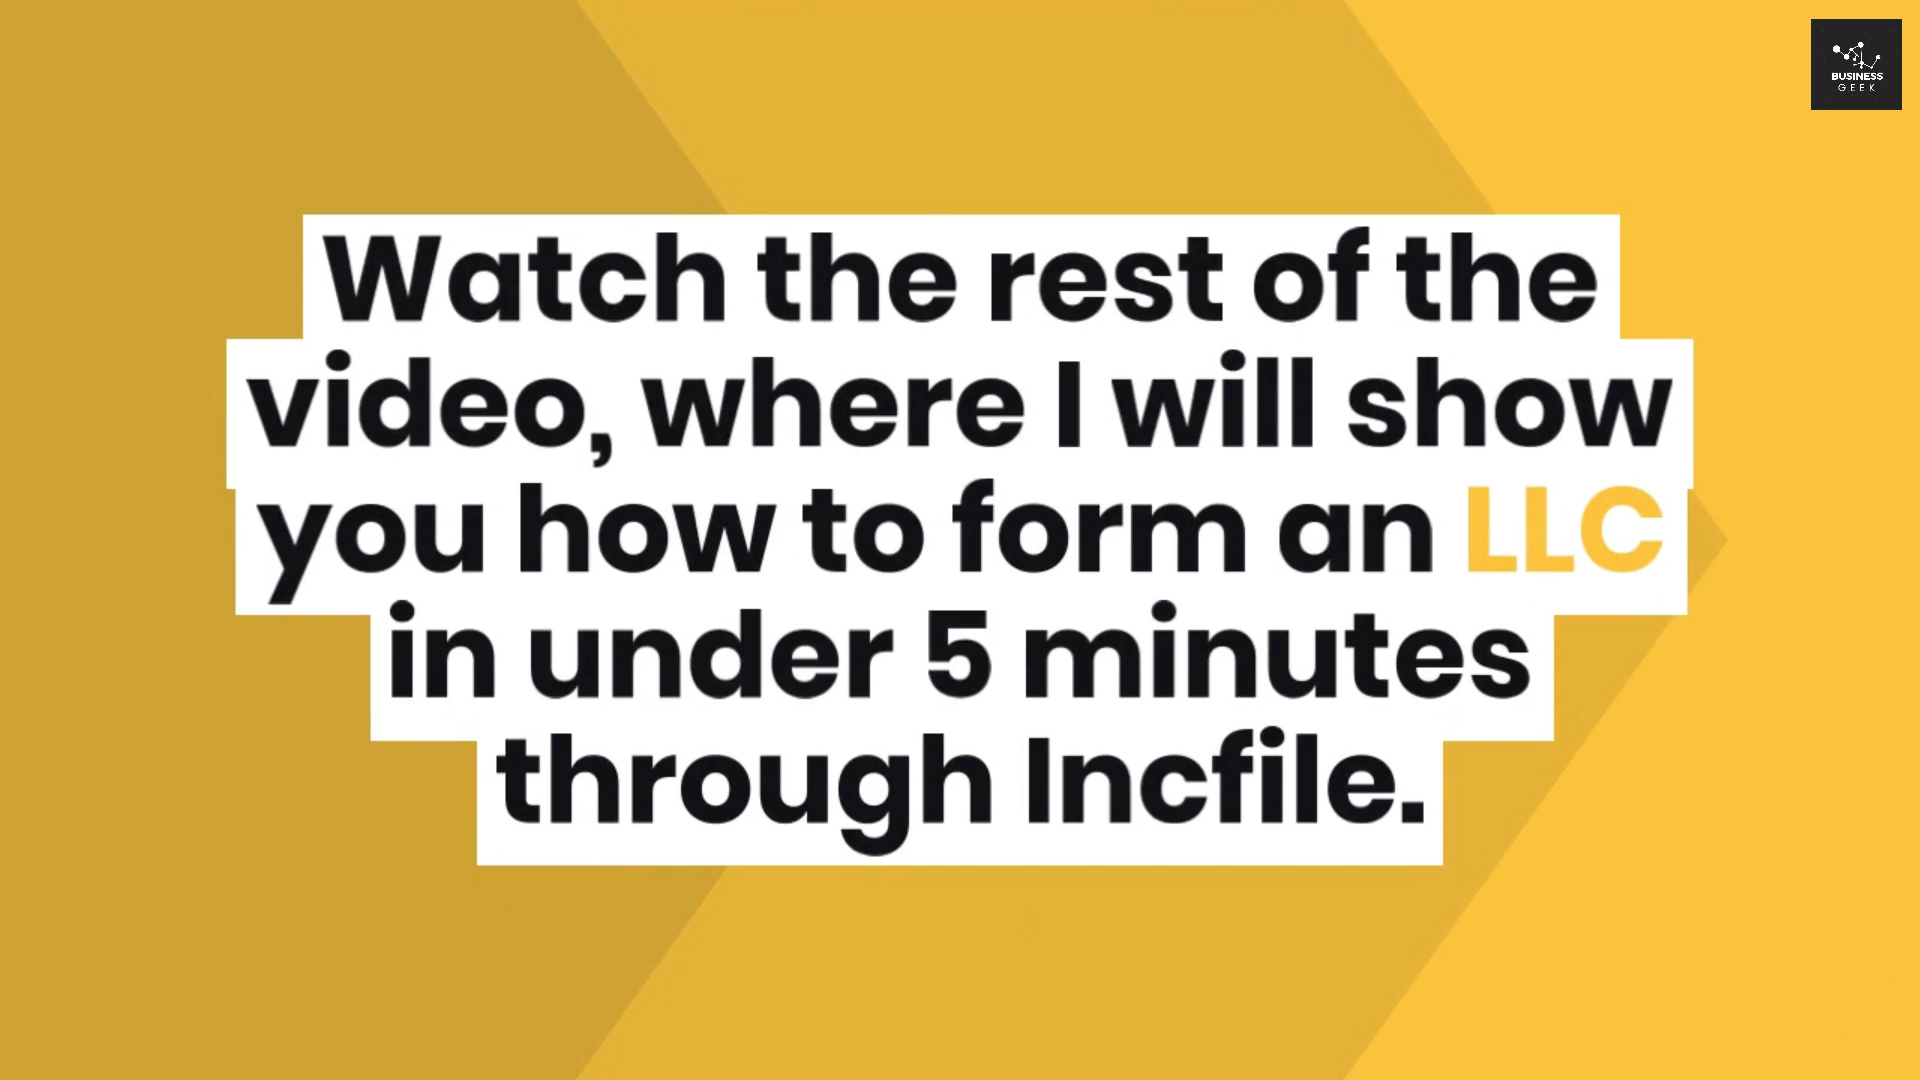 BUSINESS
GEEK
Watch the rest of the
video, where I will show
you how to form an LLC
in under 5 minutes
through Incfile.